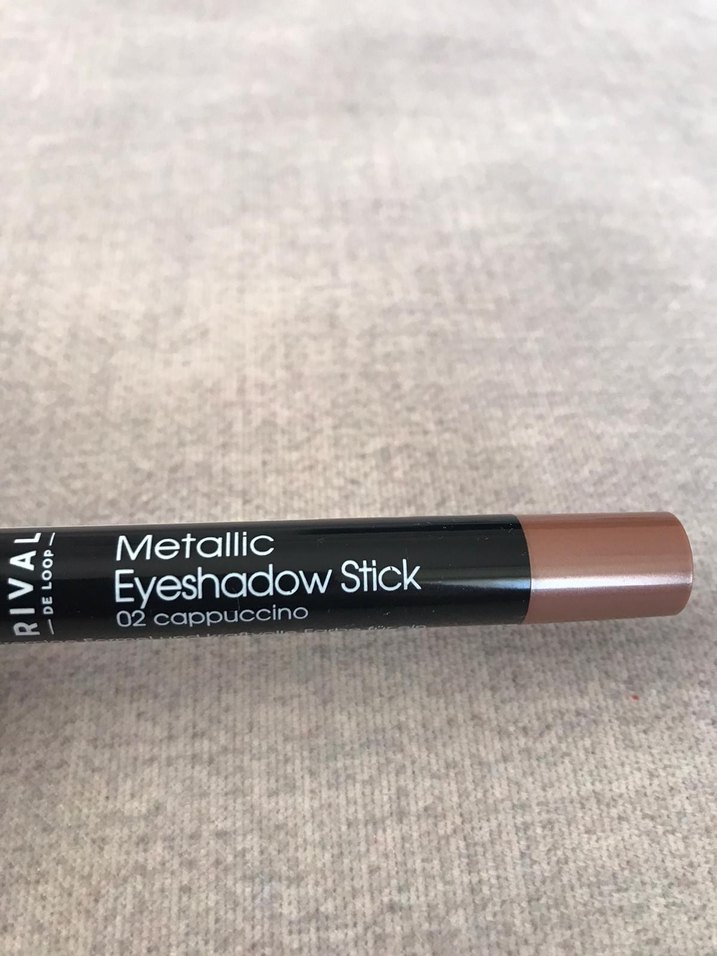 RIVAL
DE LOOP
Metallic
Eyeshadow Stick
02 cappuccino